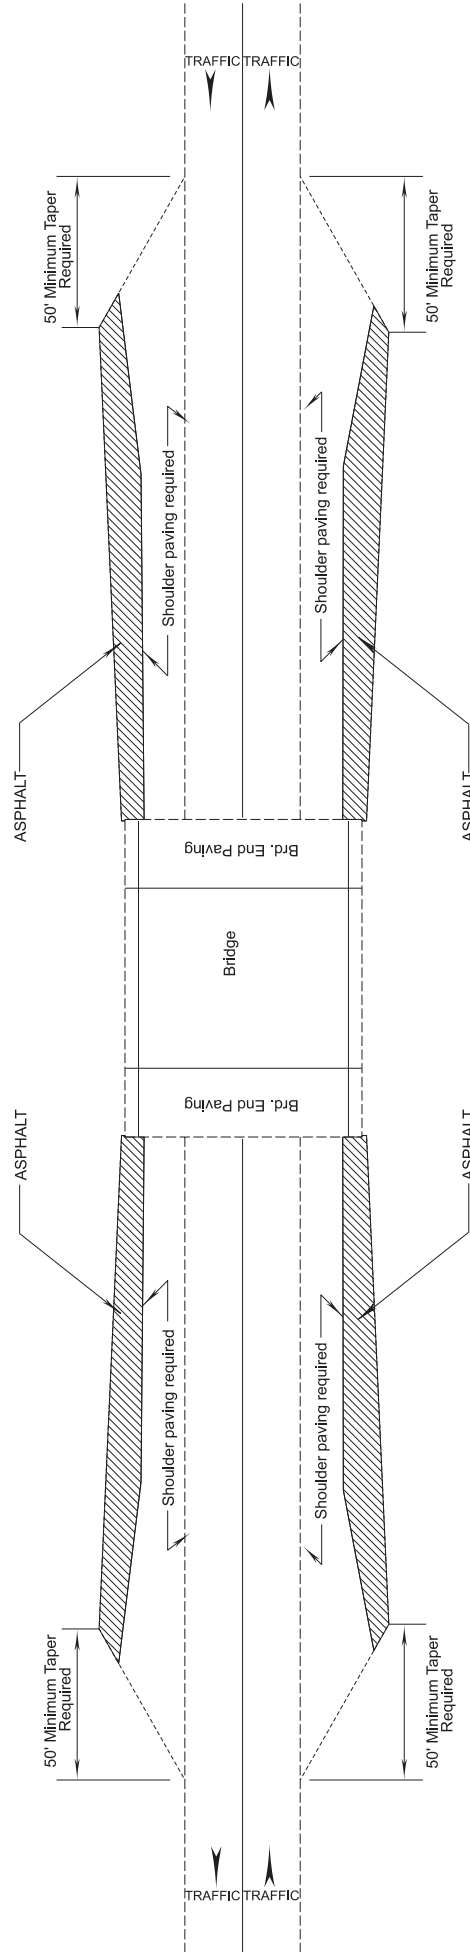 TRAFFIC TRAFFIC
50' Minimum Taper
Required
50' Minimum Taper
Required
Shoulder paving required
Shoulder paving required
ASPHALT
ASPHALT
Brd. End Paving
Bridge
Brd. End Paving
ASPHALT
ASPHALT
Shoulder paving required
Shoulder paving required
50' Minimum Taper
Required
50' Minimum Taper
Required
TRAFFIC TRAFFIC